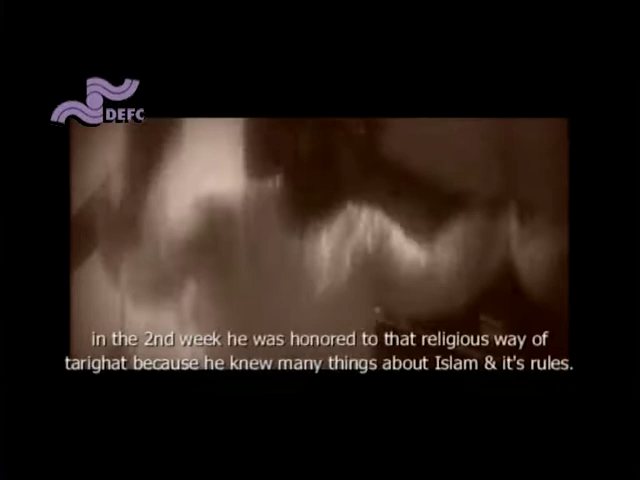 DEFC
in the 2nd week he was honored to that religious way of
tarighat because he knew many things about Islam & it's rules.